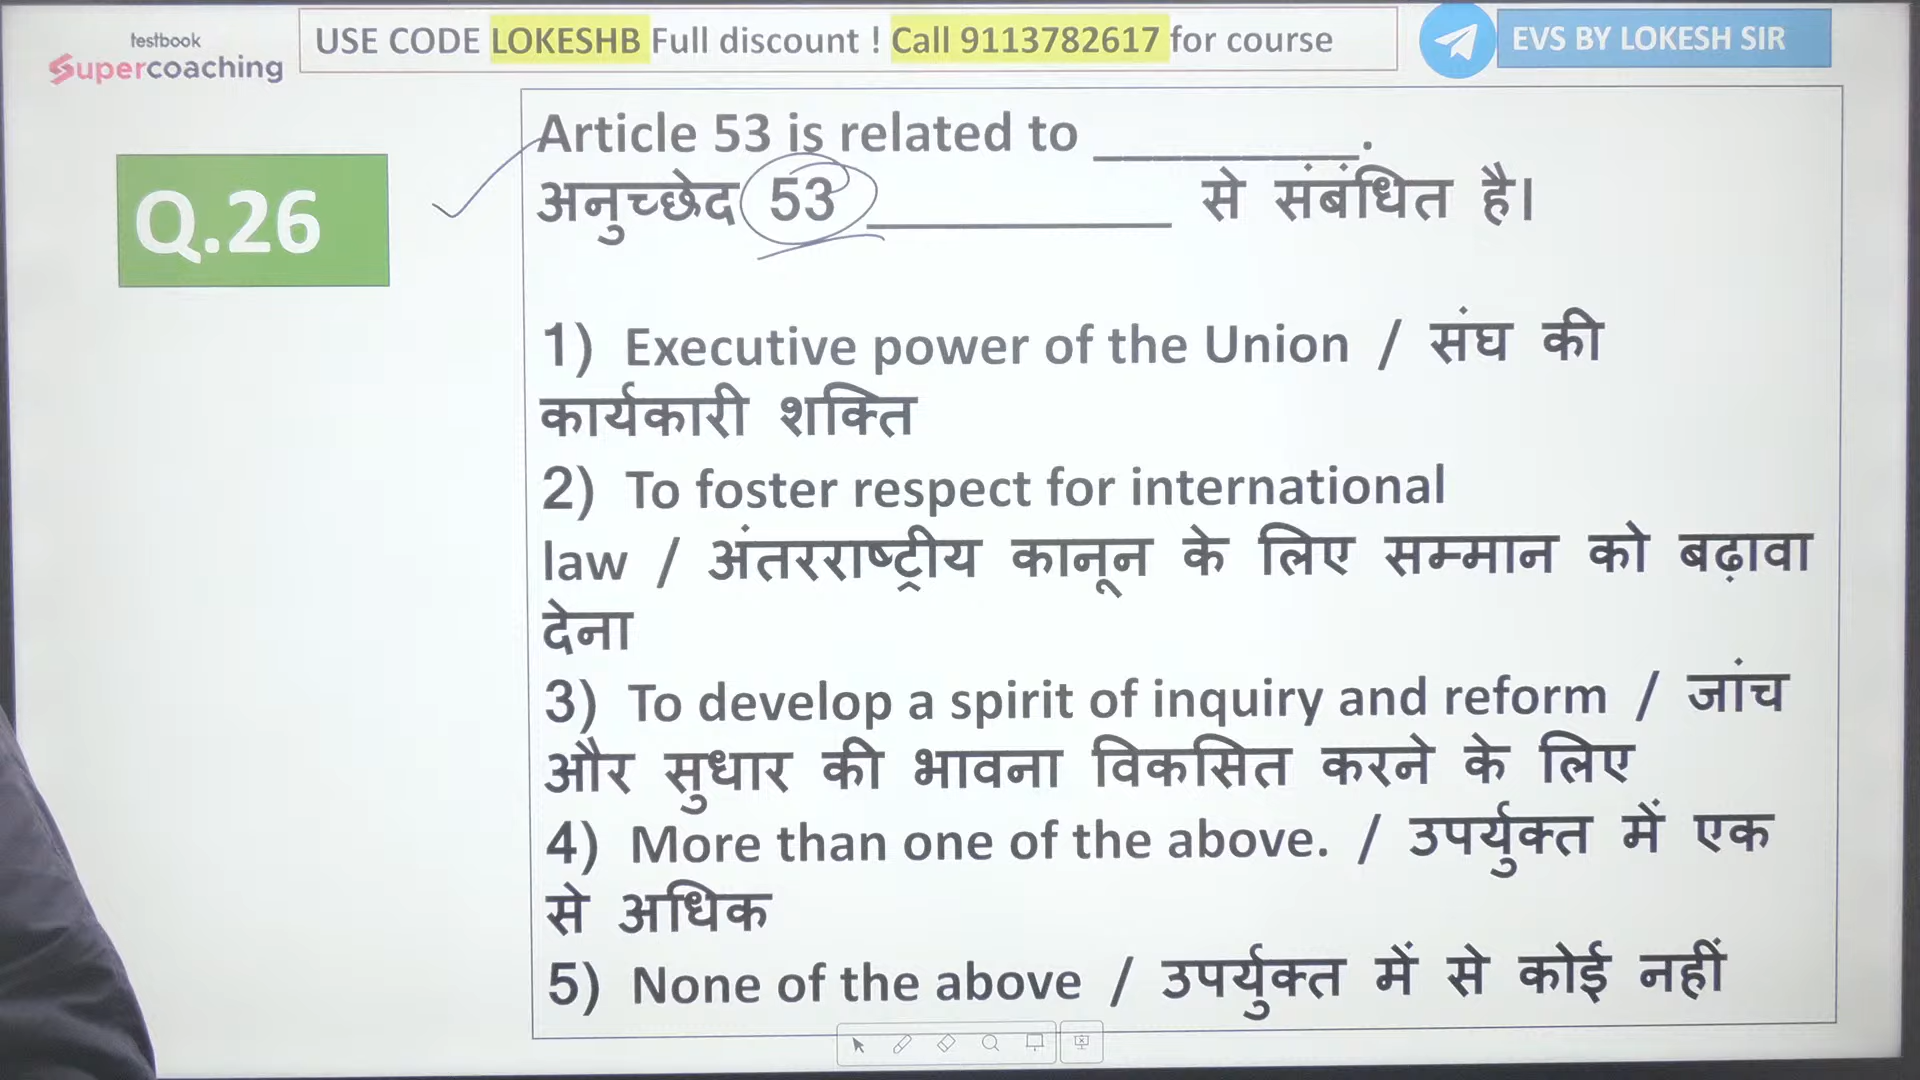 testbook
Supercoaching
USE CODE LOKESHB Full discount ! Call 9113782617 for course
EVS BY LOKESH SIR
Q.26
Article 53 is related to __________.
अनुच्छेद 53 ___________ से संबंधित है।
1) Executive power of the Union / संघ की
कार्यकारी शक्ति
2) To foster respect for international
law / अंतरराष्ट्रीय कानून के लिए सम्मान को बढ़ावा
देना
3) To develop a spirit of inquiry and reform / जांच
और सुधार की भावना विकसित करने के लिए
4) More than one of the above. / उपर्युक्त में एक
से अधिक
5) None of the above / उपर्युक्त में से कोई नहीं